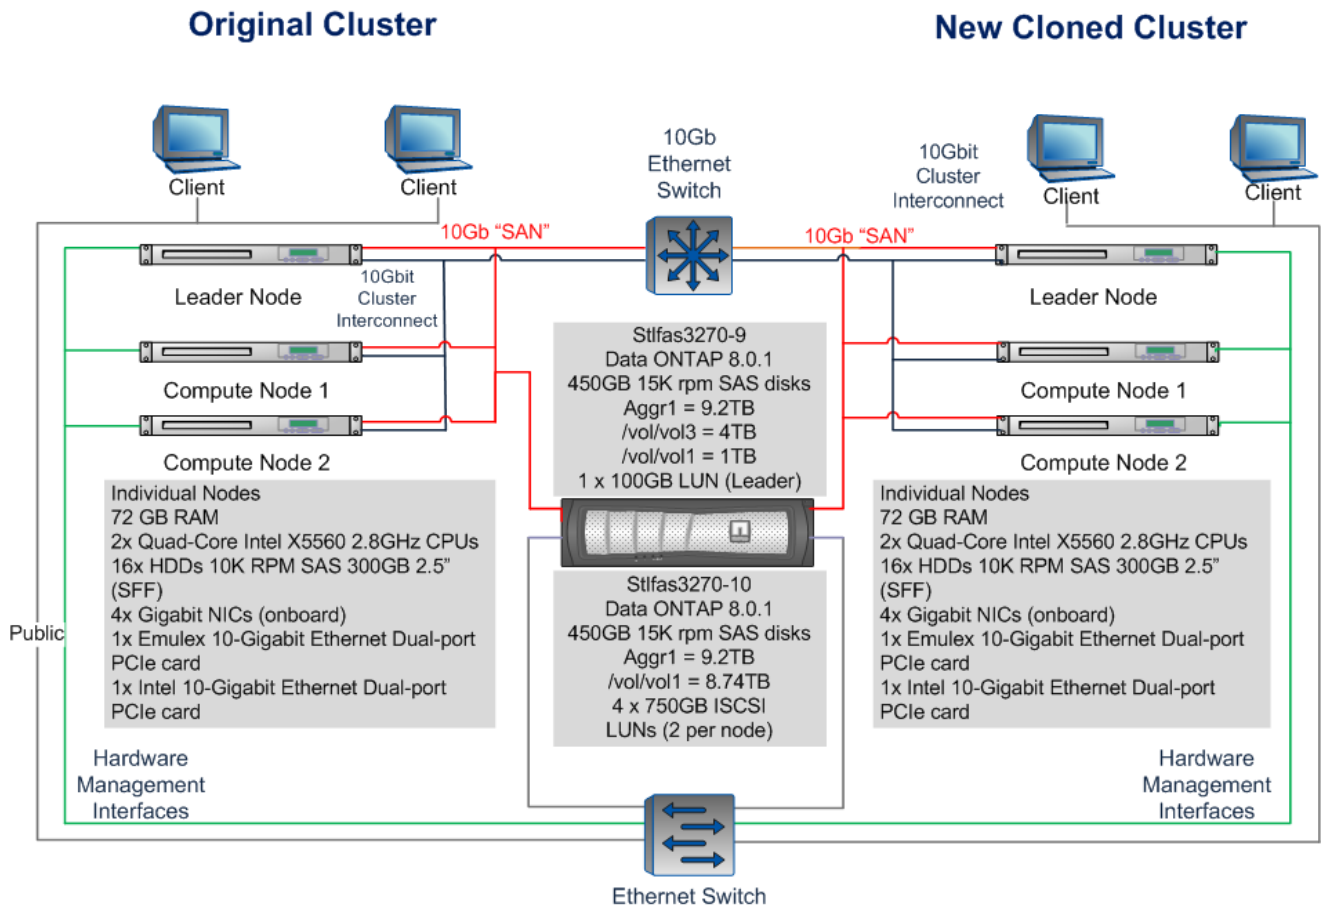 Original Cluster
New Cloned Cluster
Client
Client
10Gb
Ethernet
Switch
10Gbit
Cluster
Interconnect
Client
Client
10Gb "SAN"
10Gb "SAN"
Leader Node
10Gbit
Cluster
Interconnect
Leader Node
Compute Node 1
Compute Node 1
Compute Node 2
Compute Node 2
Stlfas3270-9
Data ONTAP 8.0.1
450GB 15K rpm SAS disks
Aggr1 = 9.2TB
/vol/vol3 = 4TB
/vol/vol1 = 1TB
1 x 100GB LUN (Leader)
Individual Nodes
72 GB RAM
2x Quad-Core Intel X5560 2.8GHz CPUs
16x HDDs 10K RPM SAS 300GB 2.5"
(SFF)
4x Gigabit NICs (onboard)
1x Emulex 10-Gigabit Ethernet Dual-port
PCIe card
1x Intel 10-Gigabit Ethernet Dual-port
PCIe card
Stlfas3270-10
Data ONTAP 8.0.1
450GB 15K rpm SAS disks
Aggr1 = 9.2TB
/vol/vol1 = 8.74TB
4 x 750GB ISCSI
LUNs (2 per node)
Individual Nodes
72 GB RAM
2x Quad-Core Intel X5560 2.8GHz CPUs
16x HDDs 10K RPM SAS 300GB 2.5"
(SFF)
4x Gigabit NICs (onboard)
1x Emulex 10-Gigabit Ethernet Dual-port
PCIe card
1x Intel 10-Gigabit Ethernet Dual-port
PCIe card
Public
Hardware
Management
Interfaces
Hardware
Management
Interfaces
Ethernet Switch